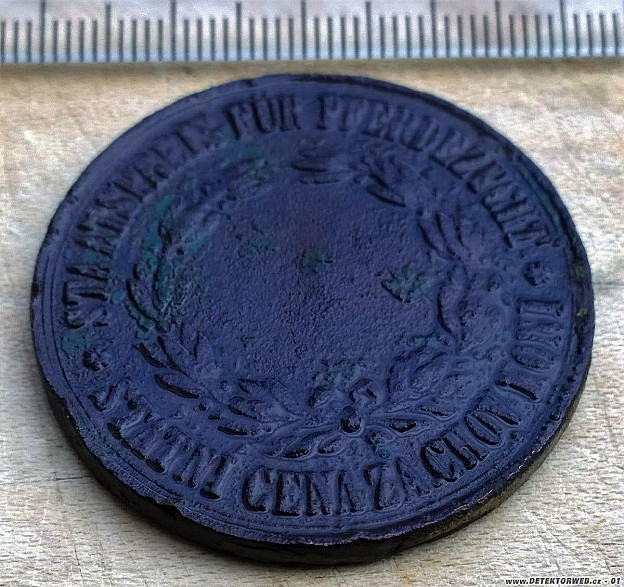 STAATSPREIS FÜR PFERDEZUCHT
STÁTNÍ CENA ZA CHOV KONÍ
www.DETEKTORWEB.cz - 01